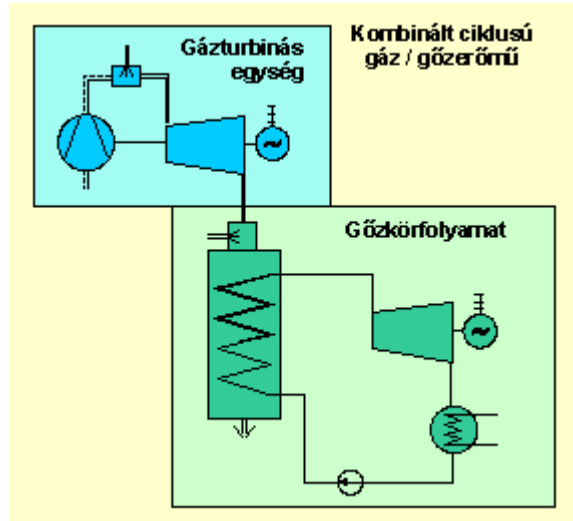 Kombinált ciklusú
gáz / gőzerőmű
Gázturbinás
egység
Gőzkörfolyamat